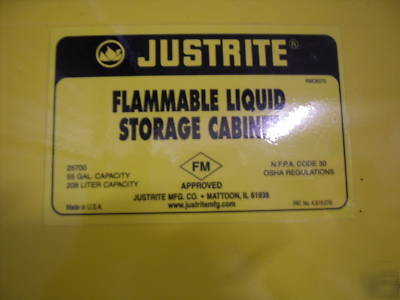 JUSTRITE®
FLAMMABLE LIQUID
STORAGE CABINET
25700
55 GAL CAPACITY
208 LITER CAPACITY
FM
APPROVED
N.F.P.A. CODE 30
OSHA REGULATIONS
JUSTRITE MFG. CO. • MATTOON, IL 61938
www.justritemfg.com
Made in U.S.A.